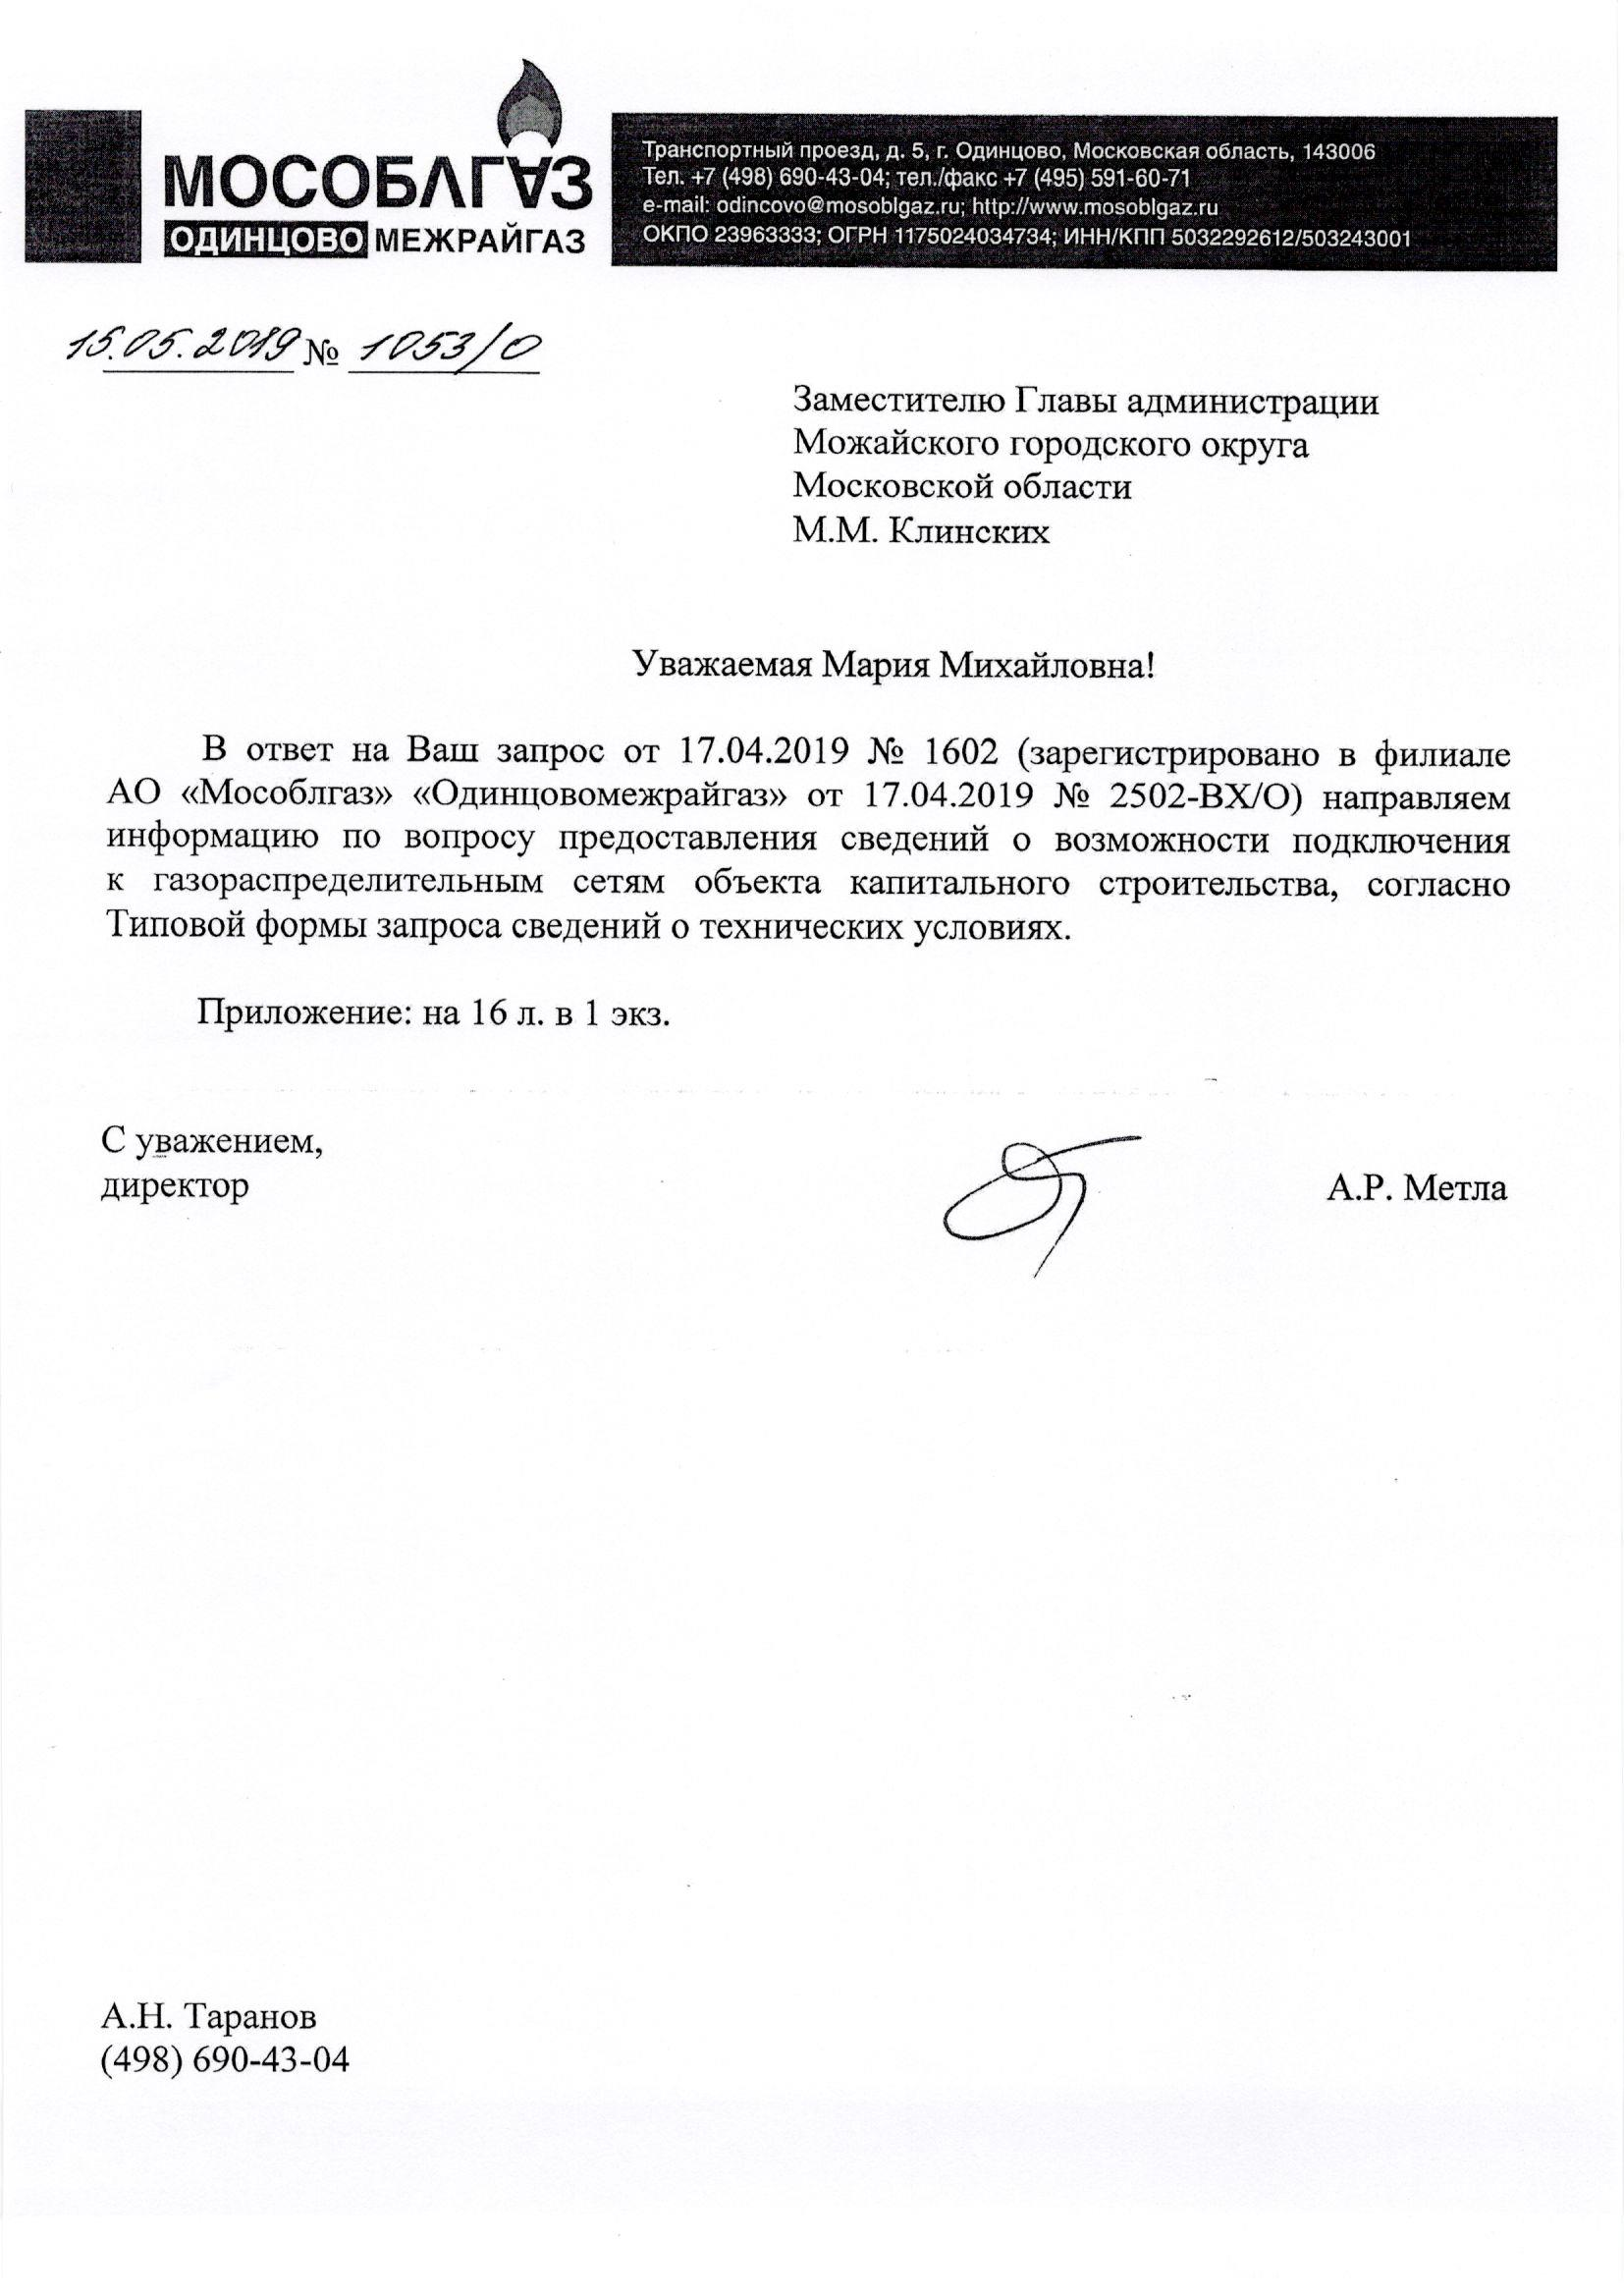 МОСОБЛГАЗ
ОДИНЦОВО МЕЖРАЙГАЗ
Транспортный проезд, д. 5, г. Одинцово, Московская область, 143006
Тел. +7 (498) 690-43-04; тел./факс +7 (495) 591-60-71
e-mail: odincovo@mosoblgaz.ru; http://www.mosoblgaz.ru
ОКПО 23963333; ОГРН 1175024034734; ИНН/КПП 5032292612/503243001
15.05.2019 № 1053/О
Заместителю Главы администрации
Можайского городского округа
Московской области
М.М. Клинских
Уважаемая Мария Михайловна!
В ответ на Ваш запрос от 17.04.2019 № 1602 (зарегистрировано в филиале
АО «Мособлгаз» «Одинцовомежрайгаз» от 17.04.2019 № 2502-ВХ/О) направляем
информацию по вопросу предоставления сведений о возможности подключения
к газораспределительным сетям объекта капитального строительства, согласно
Типовой формы запроса сведений о технических условиях.
Приложение: на 16 л. в 1 экз.
С уважением,
директор
А.Р. Метла
А.Н. Таранов
(498) 690-43-04